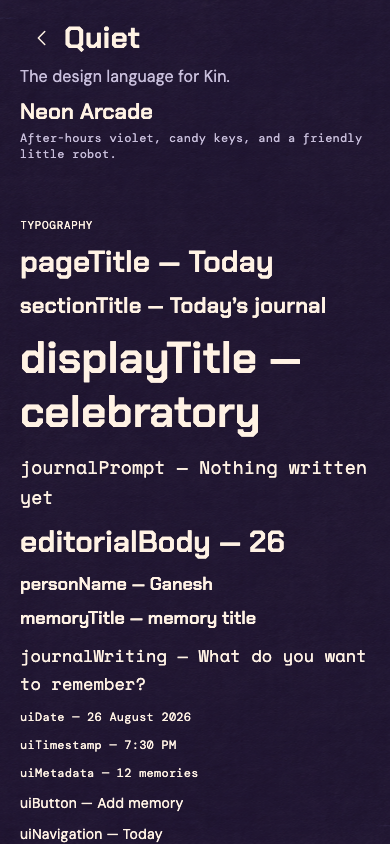 Quiet
The design language for Kin.
Neon Arcade
After-hours violet, candy keys, and a friendly
little robot.
TYPOGRAPHY
pageTitle — Today
sectionTitle — Today’s journal
displayTitle —
celebratory
journalPrompt — Nothing written
yet
editorialBody — 26
personName — Ganesh
memoryTitle — memory title
journalWriting — What do you want
to remember?
uiDate — 26 August 2026
uiTimestamp — 7:30 PM
uiMetadata — 12 memories
uiButton — Add memory
uiNavigation — Today